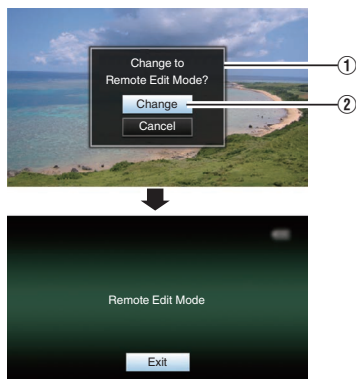 Change to
Remote Edit Mode?
Change
Cancel
①
②
Remote Edit Mode
Exit